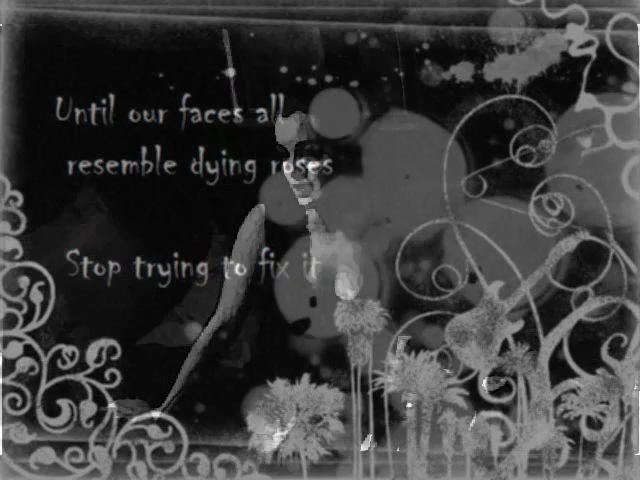 Until our faces all
resemble dying roses
Stop trying to fix it